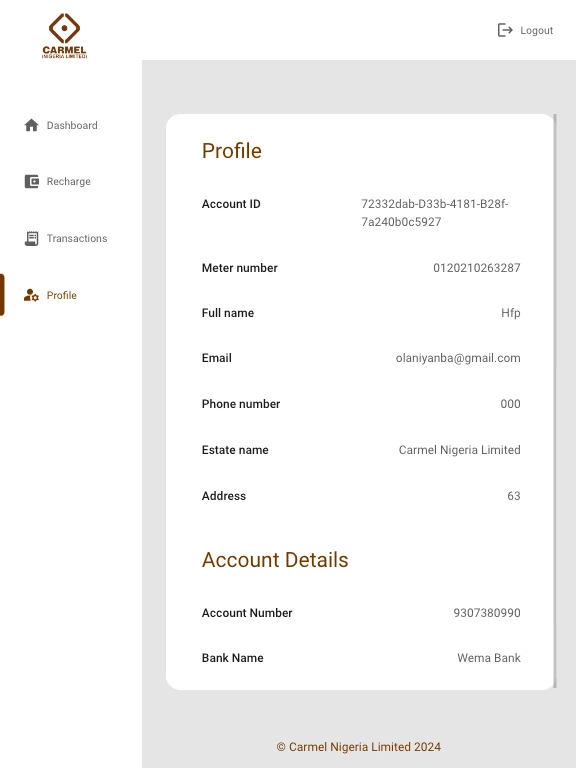 CARMEL
(NIGERIA LIMITED)
Logout
Dashboard
Recharge
Transactions
Profile
Profile
Account ID
72332dab-D33b-4181-B28f-
7a240b0c5927
Meter number 0120210263287
Full name Hfp
Email olaniyanba@gmail.com
Phone number 000
Estate name Carmel Nigeria Limited
Address 63
Account Details
Account Number 9307380990
Bank Name Wema Bank
© Carmel Nigeria Limited 2024